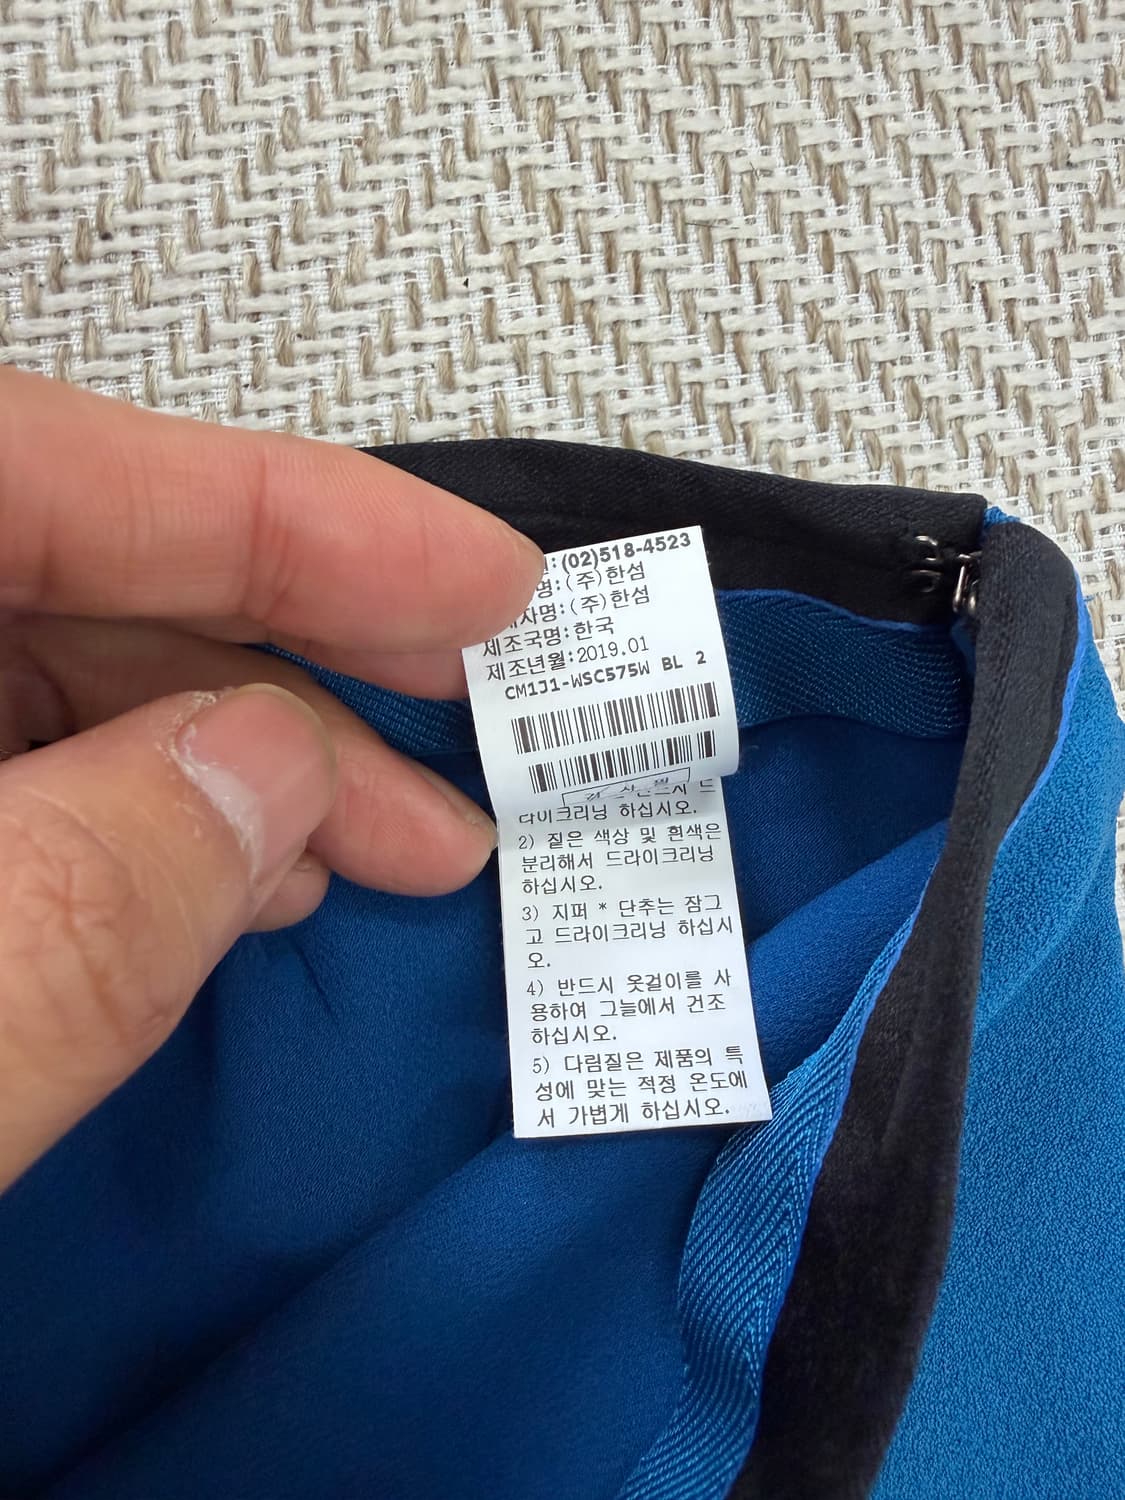 :(02)518-4523
명:(주)한섬
자명:(주)한섬
제조국명:한국
제조년월:2019.01
CM1J1-WSC575W BL 2
라이크리닝 하십시오.
2) 짙은 색상 및 흰색은
분리해서 드라이크리닝
하십시오.
3) 지퍼 * 단추는 잠그
고 드라이크리닝 하십시
오.
4) 반드시 옷걸이를 사
용하여 그늘에서 건조
하십시오.
5) 다림질은 제품의 특
성에 맞는 적정 온도에
서 가볍게 하십시오.